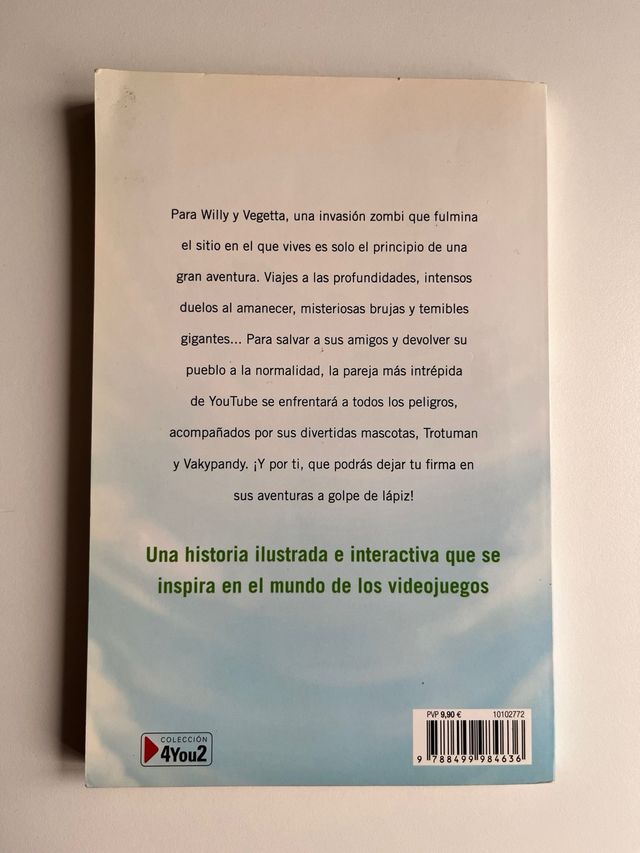 Para Willy y Vegetta, una invasión zombi que fulmina
el sitio en el que vives es solo el principio de una
gran aventura. Viajes a las profundidades, intensos
duelos al amanecer, misteriosas brujas y temibles
gigantes... Para salvar a sus amigos y devolver su
pueblo a la normalidad, la pareja más intrépida
de YouTube se enfrentará a todos los peligros,
acompañados por sus divertidas mascotas, Trotuman
y Vakypandy. ¡Y por ti, que podrás dejar tu firma en
sus aventuras a golpe de lápiz!
Una historia ilustrada e interactiva que se
inspira en el mundo de los videojuegos
COLECCIÓN
4You2
PVP 9,90 € 10102772
9 788499 984636